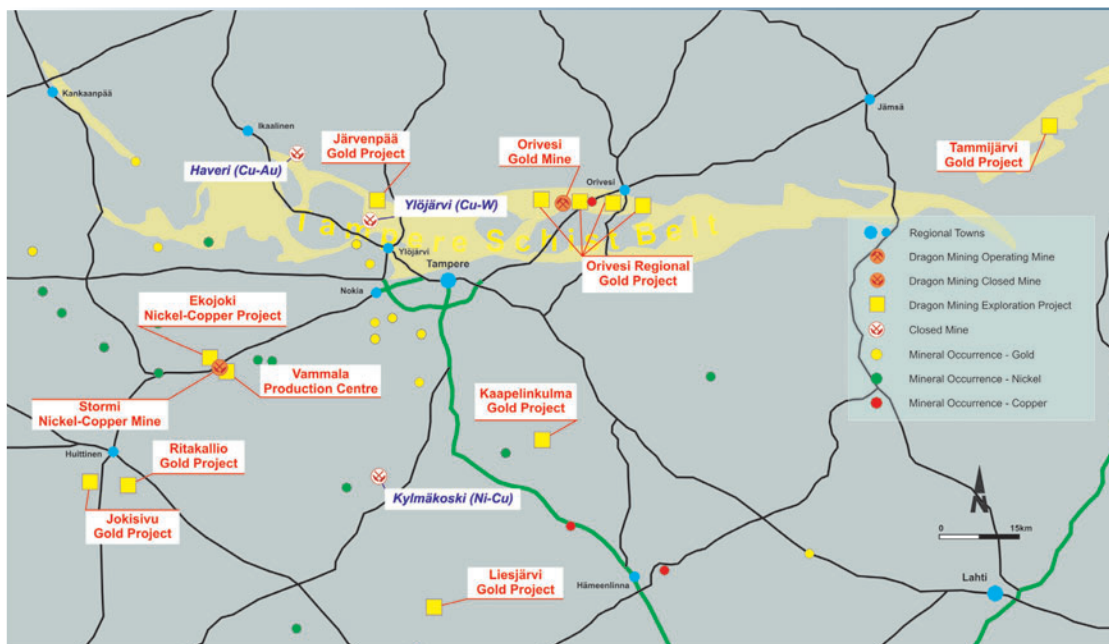 Kankaanpää
Ikaalinen
Jämsä
Järvenpää
Gold Project
Orivesi
Gold Mine
Tammijärvi
Gold Project
Haveri (Cu-Au)
Orivesi
Ylöjärvi (Cu-W)
Tampere Schist Belt
Ylöjärvi
Tampere
Orivesi Regional
Gold Project
Nokia
Ekojoki
Nickel-Copper Project
Vammala
Production Centre
Stormi
Nickel-Copper Mine
Kaapelinkulma
Gold Project
Huittinen
Ritakallio
Gold Project
Kylmäkoski (Ni-Cu)
Jokisivu
Gold Project
Liesjärvi
Gold Project
Hämeenlinna
Lahti
Regional Towns
Dragon Mining Operating Mine
Dragon Mining Closed Mine
Dragon Mining Exploration Project
Closed Mine
Mineral Occurrence - Gold
Mineral Occurrence - Nickel
Mineral Occurrence - Copper
N
0 15km